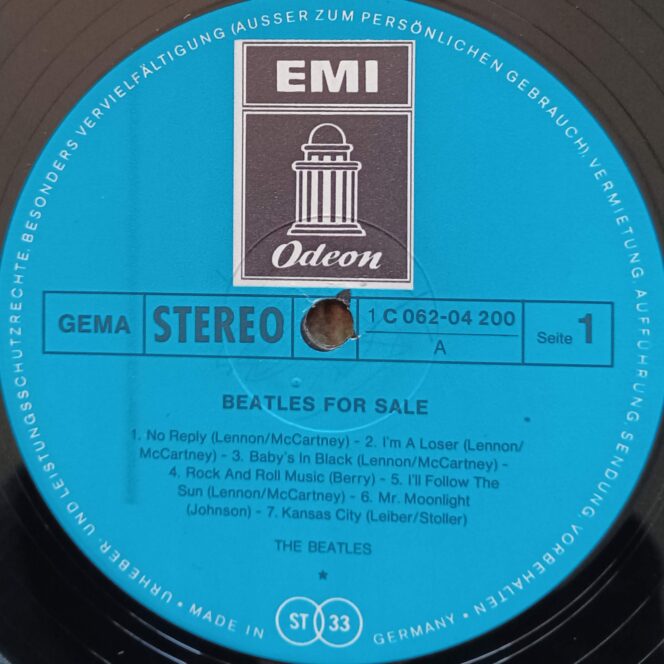 URHEBER- UND LEISTUNGSSCHUTZRECHTE, BESONDERS VERVIELFÄLTIGUNG (AUSSER ZUM PERSÖNLICHEN GEBRAUCH), VERMIETUNG, AUFFÜHRUNG, SENDUNG VORBEHALTEN
EMI
Odeon
GEMA
STEREO
1 C 062-04 200
A
Seite 1
BEATLES FOR SALE
1. No Reply (Lennon/McCartney) - 2. I'm A Loser (Lennon/
McCartney) - 3. Baby's In Black (Lennon/McCartney) -
4. Rock And Roll Music (Berry) - 5. I'll Follow The
Sun (Lennon/McCartney) - 6. Mr. Moonlight
(Johnson) - 7. Kansas City (Leiber/Stoller)
THE BEATLES
*
• MADE IN GERMANY •
ST 33